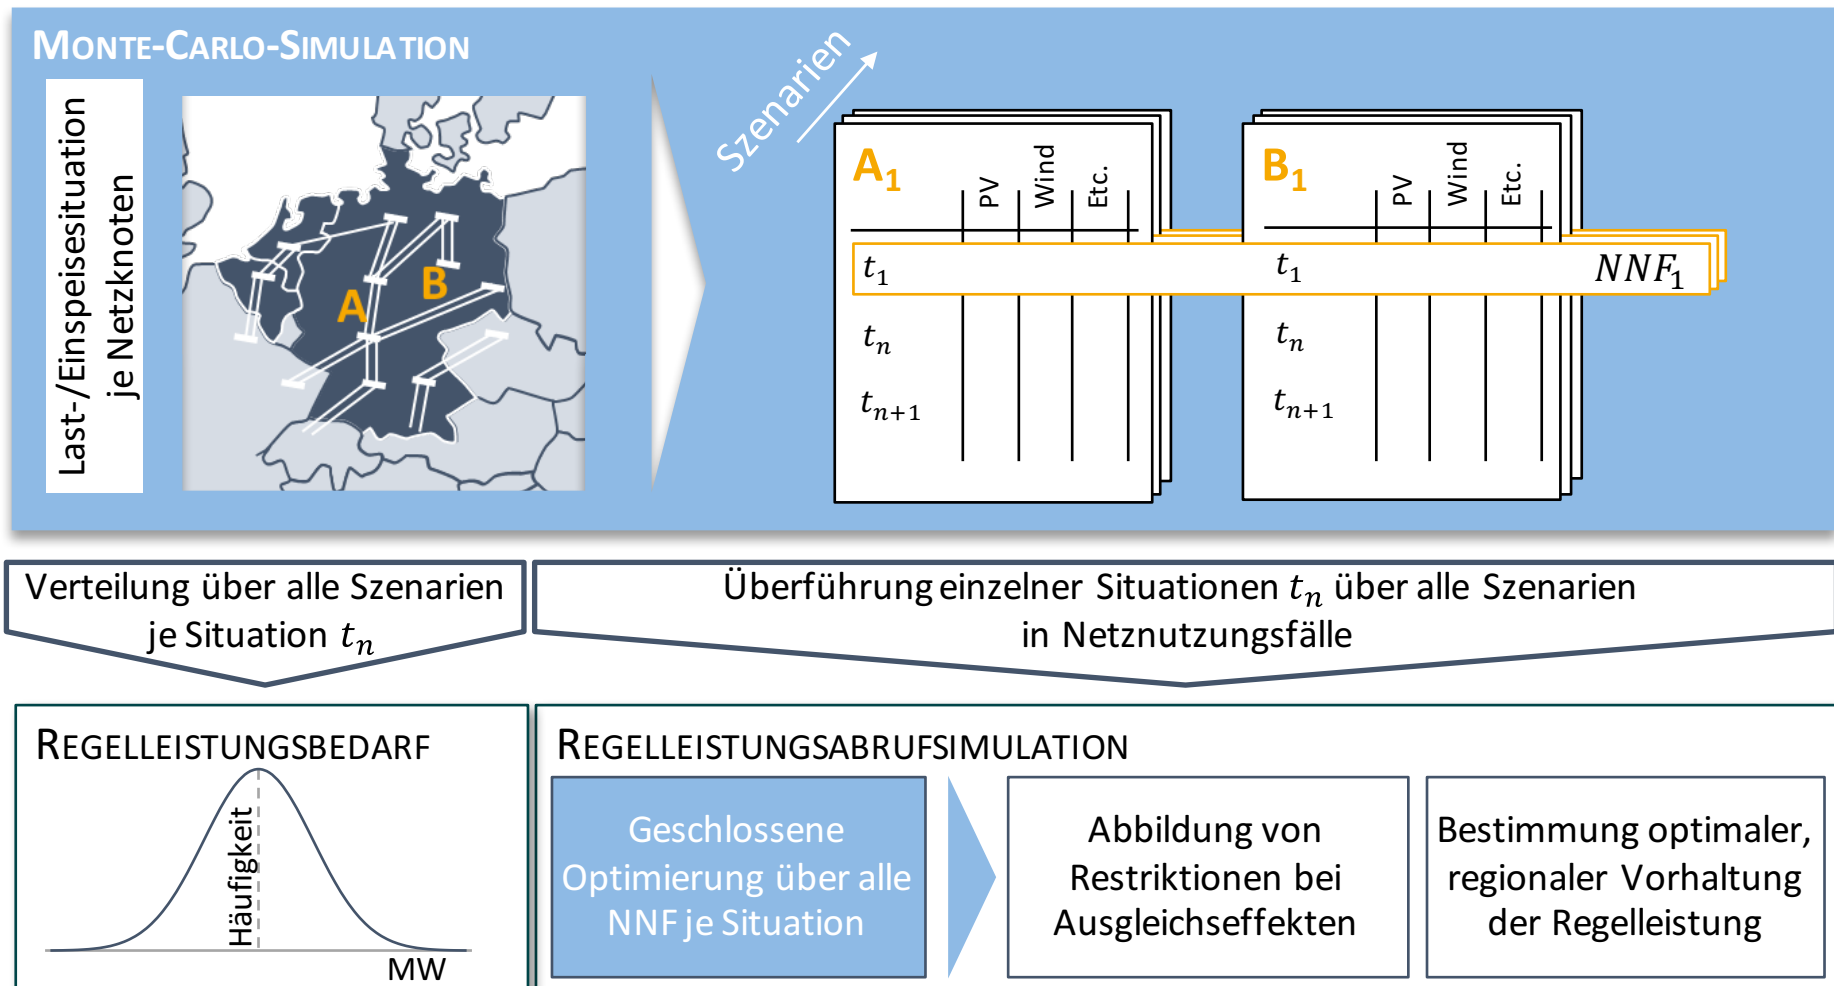 MONTE-CARLO-SIMULATION
Last-/Einspeisesituation
je Netzknoten
A
B
Szenarien
A1
PV
Wind
Etc.
B1
PV
Wind
Etc.
t1
t1
NNF1
tn
tn
tn+1
tn+1
Verteilung über alle Szenarien
je Situation tn
Überführung einzelner Situationen tn über alle Szenarien
in Netznutzungsfälle
REGELLEISTUNGSBEDARF
Häufigkeit
MW
REGELLEISTUNGSABRUFSIMULATION
Geschlossene
Optimierung über alle
NNF je Situation
Abbildung von
Restriktionen bei
Ausgleichseffekten
Bestimmung optimaler,
regionaler Vorhaltung
der Regelleistung